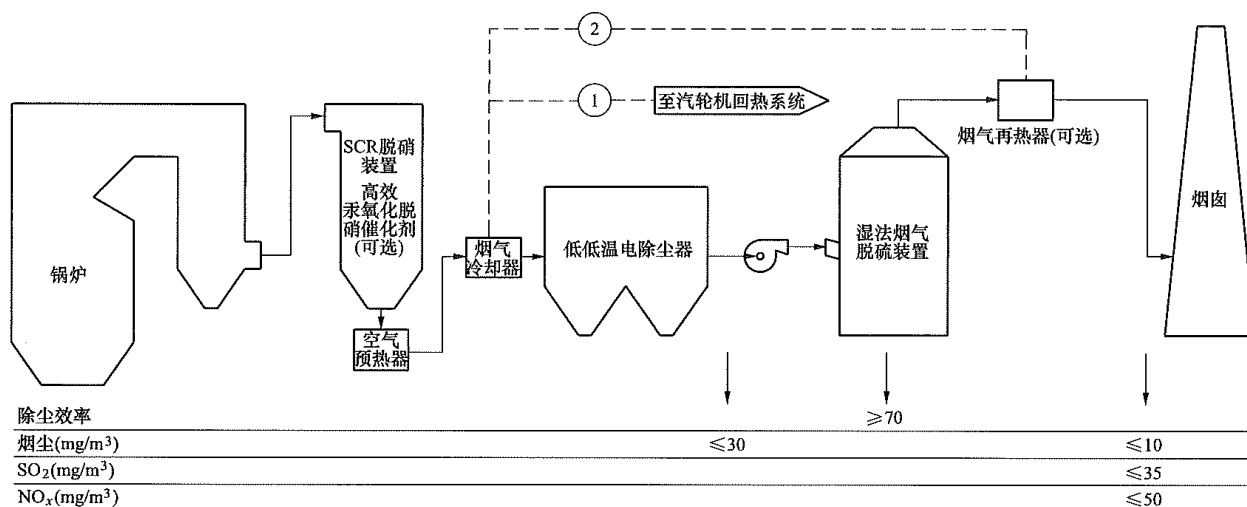 ②
① 至汽轮机回热系统
SCR脱硝
装置
高效
汞氧化脱
硝催化剂
(可选)
烟气再热器(可选)
锅炉
烟气
冷却器
低低温电除尘器
湿法烟气
脱硫装置
烟囱
空气
预热器
除尘效率 ≥70
烟尘(mg/m³) ≤30 ≤10
SO₂(mg/m³) ≤35
NOₓ(mg/m³) ≤50